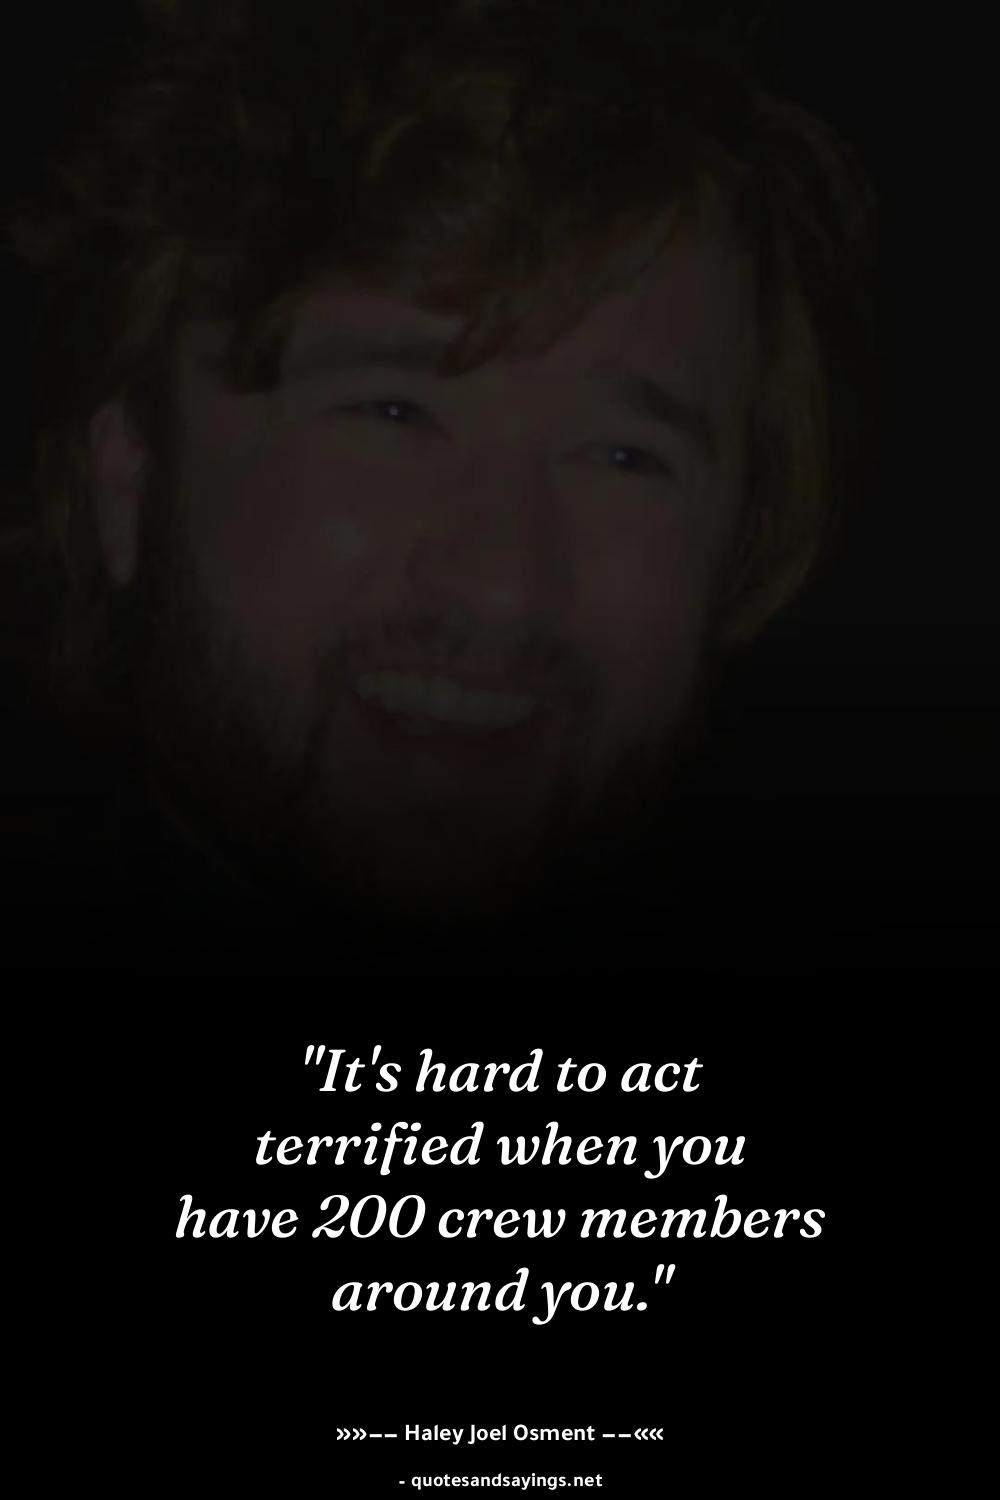 "It's hard to act
terrified when you
have 200 crew members
around you."
»»–– Haley Joel Osment ––««
- quotesandsayings.net